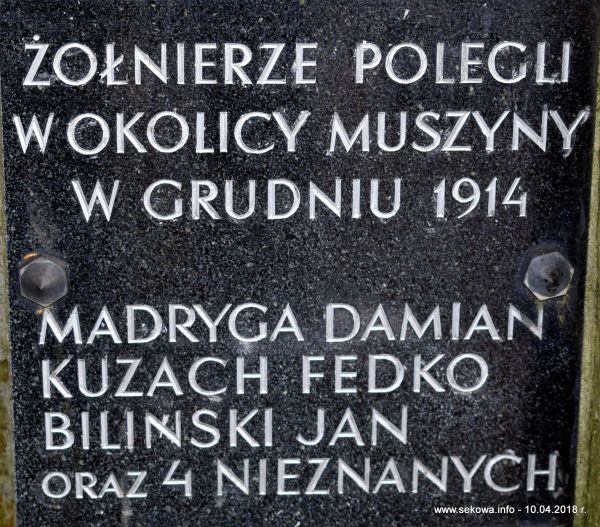 ŻOŁNIERZE POLEGLI
W OKOLICY MUSZYNY
W GRUDNIU 1914
MADRYGA DAMIAN
KUZACH FEDKO
BILIŃSKI JAN
ORAZ 4 NIEZNANYCH
www.sekowa.info - 10.04.2018 r.